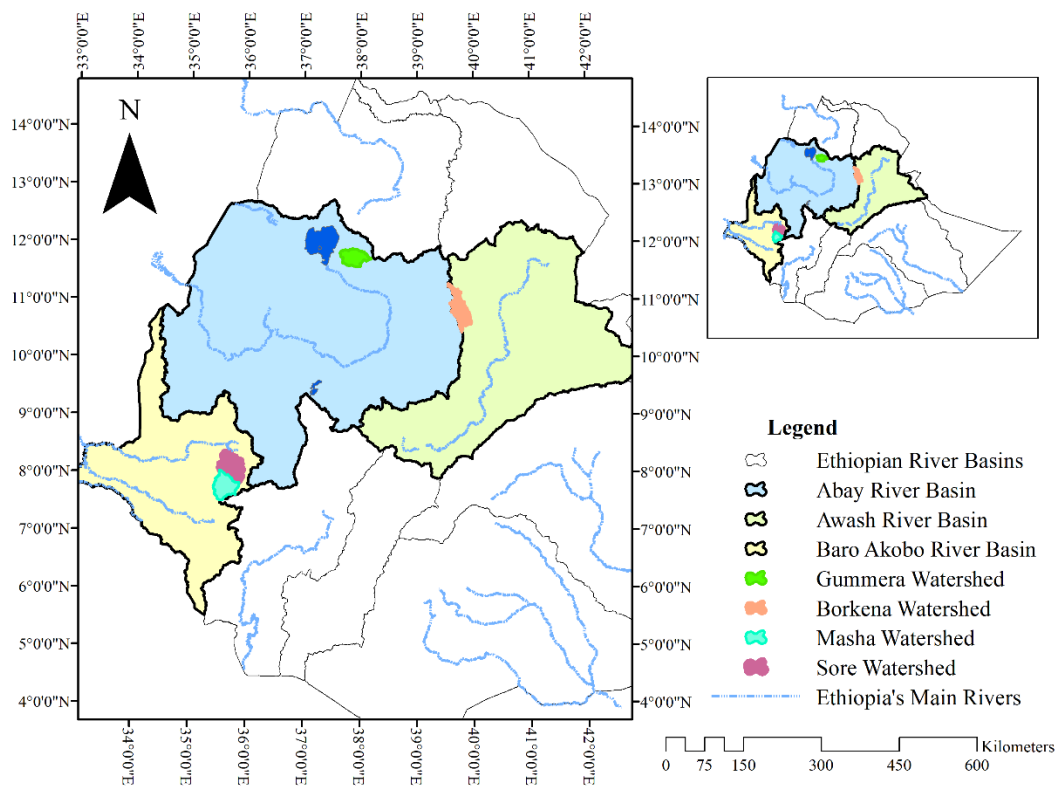 33°0'0"E 34°0'0"E 35°0'0"E 36°0'0"E 37°0'0"E 38°0'0"E 39°0'0"E 40°0'0"E 41°0'0"E 42°0'0"E
N
14°0'0"N
13°0'0"N
12°0'0"N
11°0'0"N
10°0'0"N
9°0'0"N
8°0'0"N
7°0'0"N
6°0'0"N
5°0'0"N
4°0'0"N
14°0'0"N
13°0'0"N
12°0'0"N
11°0'0"N
10°0'0"N
9°0'0"N
8°0'0"N
7°0'0"N
6°0'0"N
5°0'0"N
4°0'0"N
34°0'0"E 35°0'0"E 36°0'0"E 37°0'0"E 38°0'0"E 39°0'0"E 40°0'0"E 41°0'0"E 42°0'0"E
Legend
Ethiopian River Basins
Abay River Basin
Awash River Basin
Baro Akobo River Basin
Gummera Watershed
Borkena Watershed
Masha Watershed
Sore Watershed
Ethiopia's Main Rivers
Kilometers
0 75 150 300 450 600